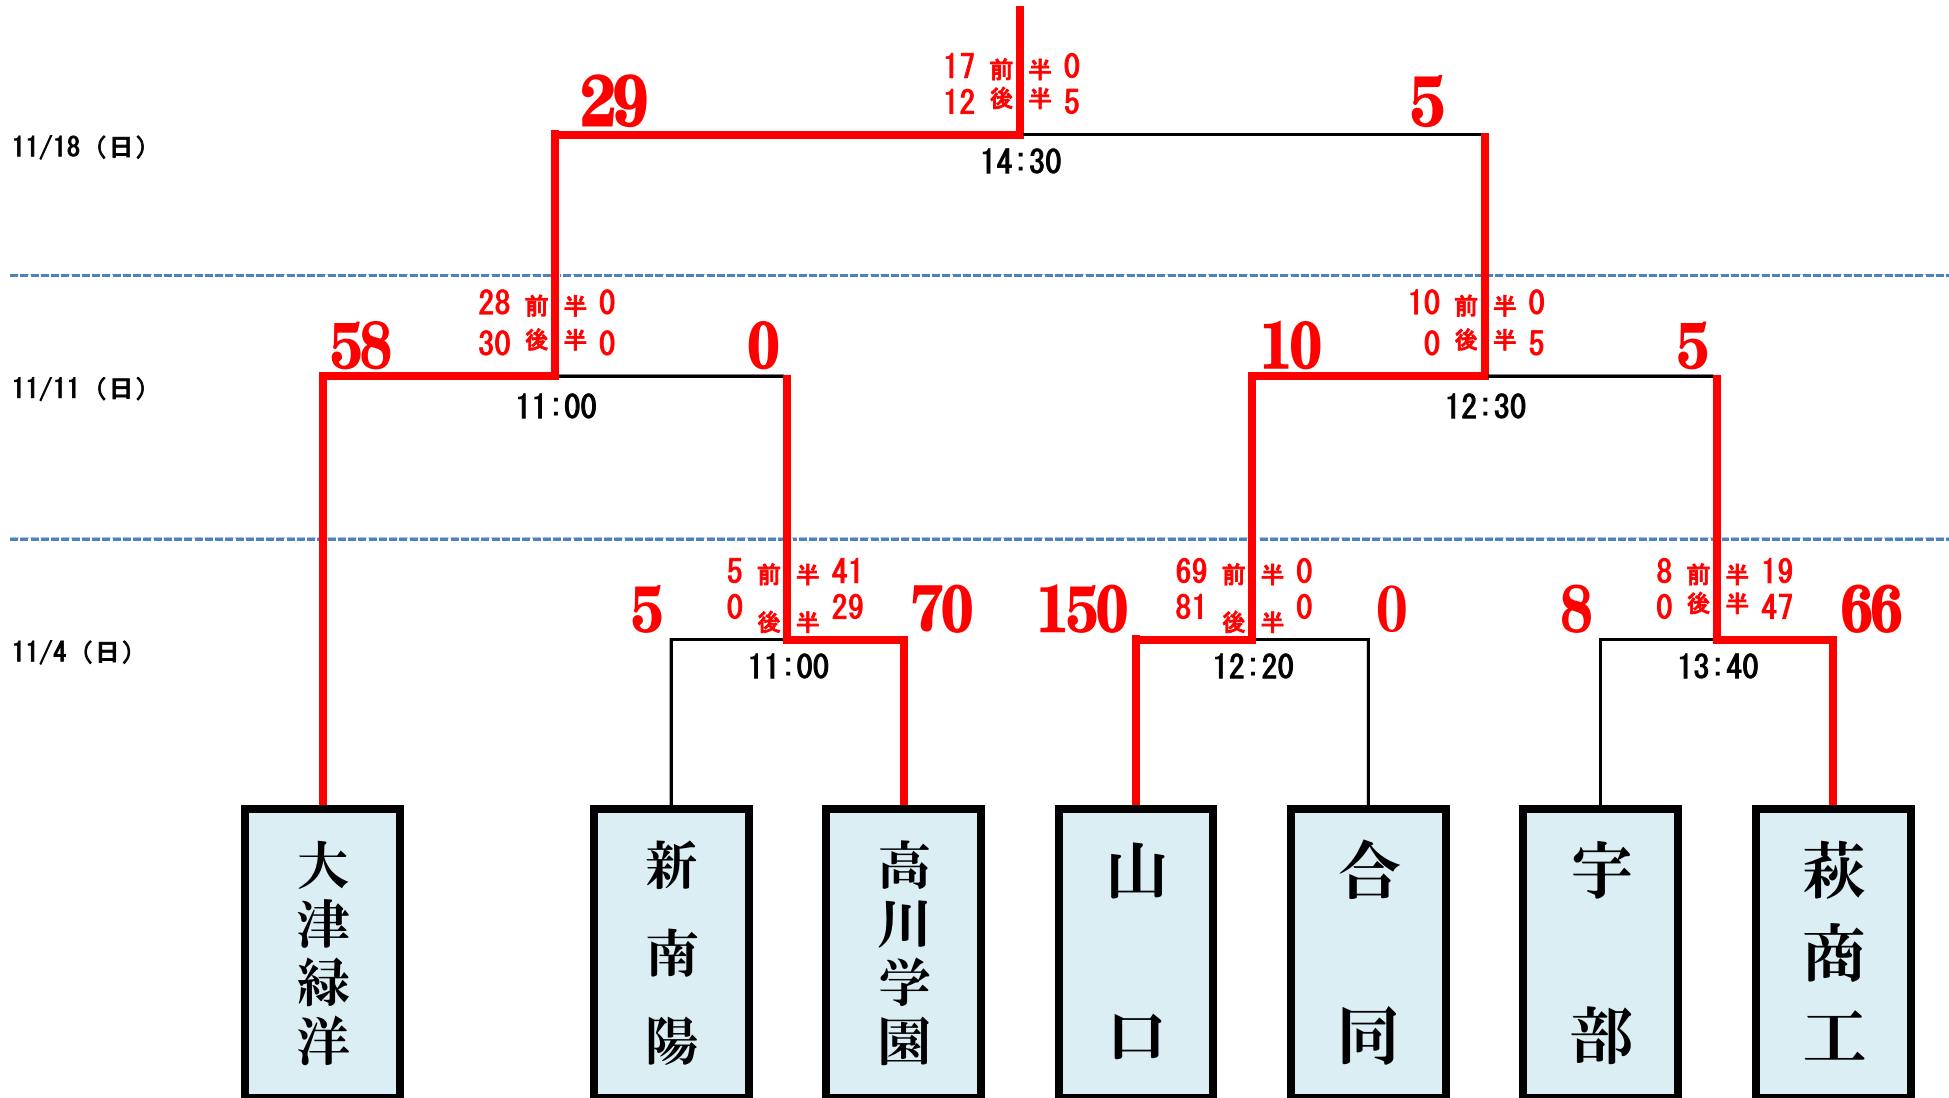 17 前半 0
29 12 後半 5 5
11/18（日）
14:30
28 前半 0 10 前半 0
58 30 後半 0 0 10 0 後半 5 5
11/11（日）
11:00 12:30
5 前半 41 69 前半 0 8 前半 19
5 0 後半 29 70 150 81 後半 0 0 8 0 後半 47 66
11/4（日）
11:00 12:20 13:40
大津緑洋
新南陽
高川学園
山口
合同
宇部
萩商工